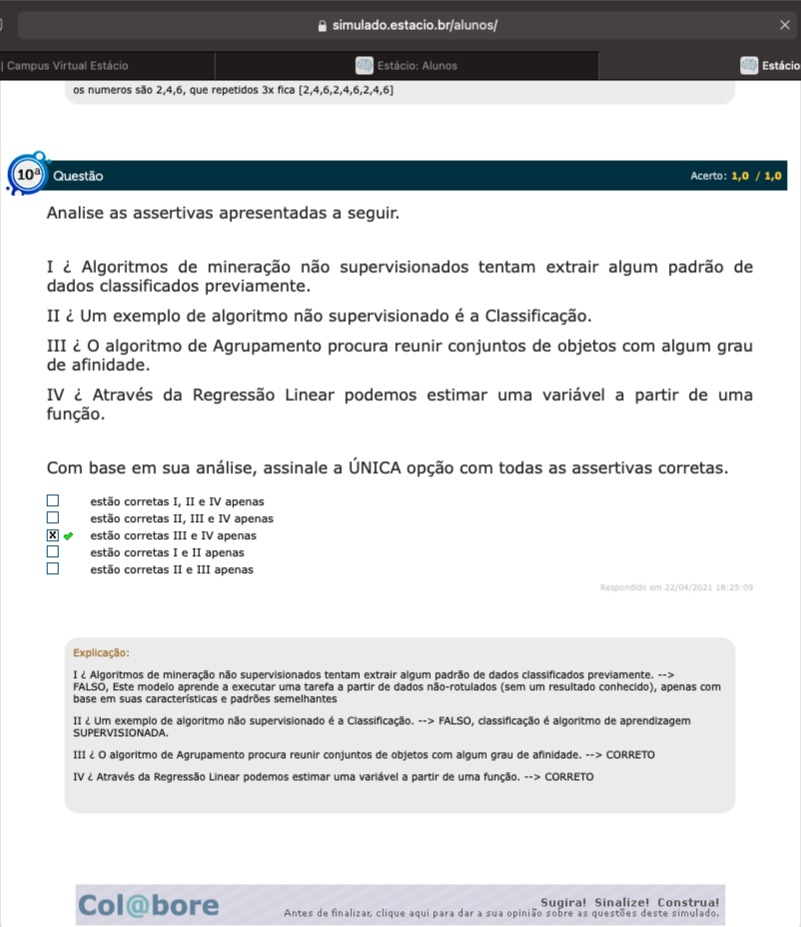 simulado.estacio.br/alunos/
| Campus Virtual Estácio
Estácio: Alunos
Estácio
os numeros são 2,4,6, que repetidos 3x fica [2,4,6,2,4,6,2,4,6]
10ª Questão
Acerto: 1,0 / 1,0
Analise as assertivas apresentadas a seguir.
I ¿ Algoritmos de mineração não supervisionados tentam extrair algum padrão de
dados classificados previamente.
II ¿ Um exemplo de algoritmo não supervisionado é a Classificação.
III ¿ O algoritmo de Agrupamento procura reunir conjuntos de objetos com algum grau
de afinidade.
IV ¿ Através da Regressão Linear podemos estimar uma variável a partir de uma
função.
Com base em sua análise, assinale a ÚNICA opção com todas as assertivas corretas.
estão corretas I, II e IV apenas
estão corretas II, III e IV apenas
X estão corretas III e IV apenas
estão corretas I e II apenas
estão corretas II e III apenas
Respondido em 22/04/2021 18:25:09
Explicação:
I ¿ Algoritmos de mineração não supervisionados tentam extrair algum padrão de dados classificados previamente. -->
FALSO, Este modelo aprende a executar uma tarefa a partir de dados não-rotulados (sem um resultado conhecido), apenas com
base em suas características e padrões semelhantes
II ¿ Um exemplo de algoritmo não supervisionado é a Classificação. --> FALSO, classificação é algoritmo de aprendizagem
SUPERVISIONADA.
III ¿ O algoritmo de Agrupamento procura reunir conjuntos de objetos com algum grau de afinidade. --> CORRETO
IV ¿ Através da Regressão Linear podemos estimar uma variável a partir de uma função. --> CORRETO
Col@bore
Sugira! Sinalize! Construa!
Antes de finalizar, clique aqui para dar a sua opinião sobre as questões deste simulado.